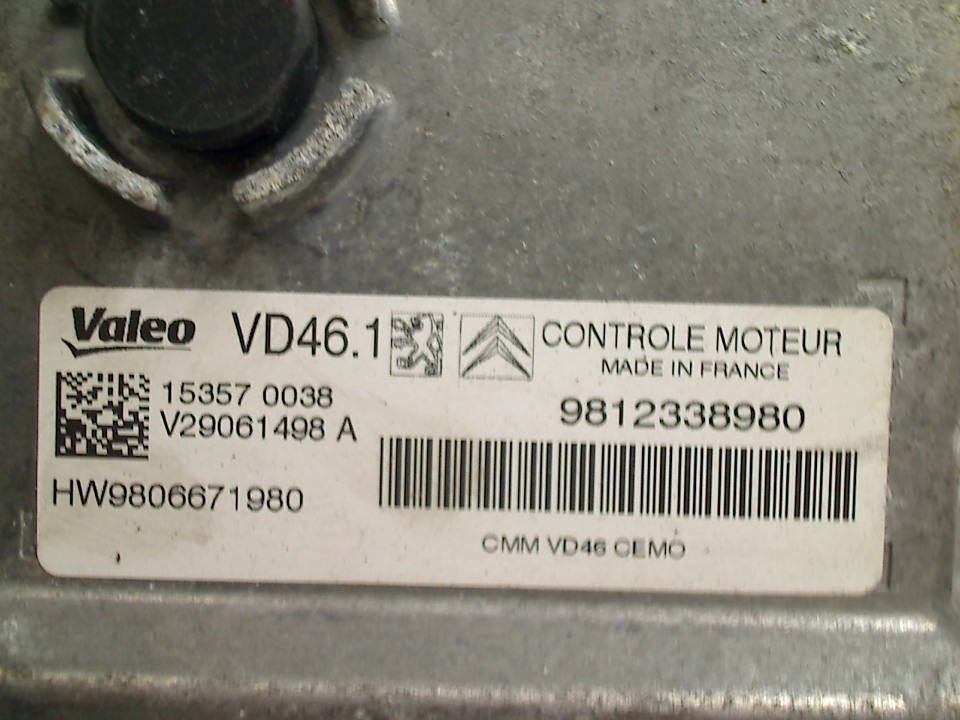 Valeo VD46.1 CONTROLE MOTEUR
MADE IN FRANCE
15357 0038
V29061498 A
9812338980
HW9806671980
CMM VD46 CEMO